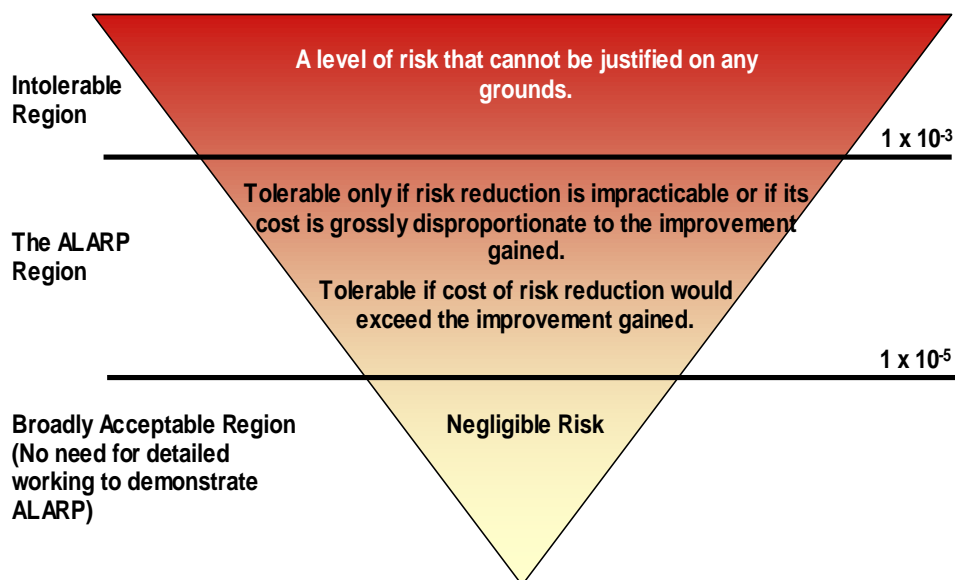 A level of risk that cannot be justified on any
grounds.
Intolerable
Region
1 x 10⁻³
Tolerable only if risk reduction is impracticable or if its
cost is grossly disproportionate to the improvement
gained.
The ALARP
Region
Tolerable if cost of risk reduction would
exceed the improvement gained.
1 x 10⁻⁵
Broadly Acceptable Region
(No need for detailed
working to demonstrate
ALARP)
Negligible Risk